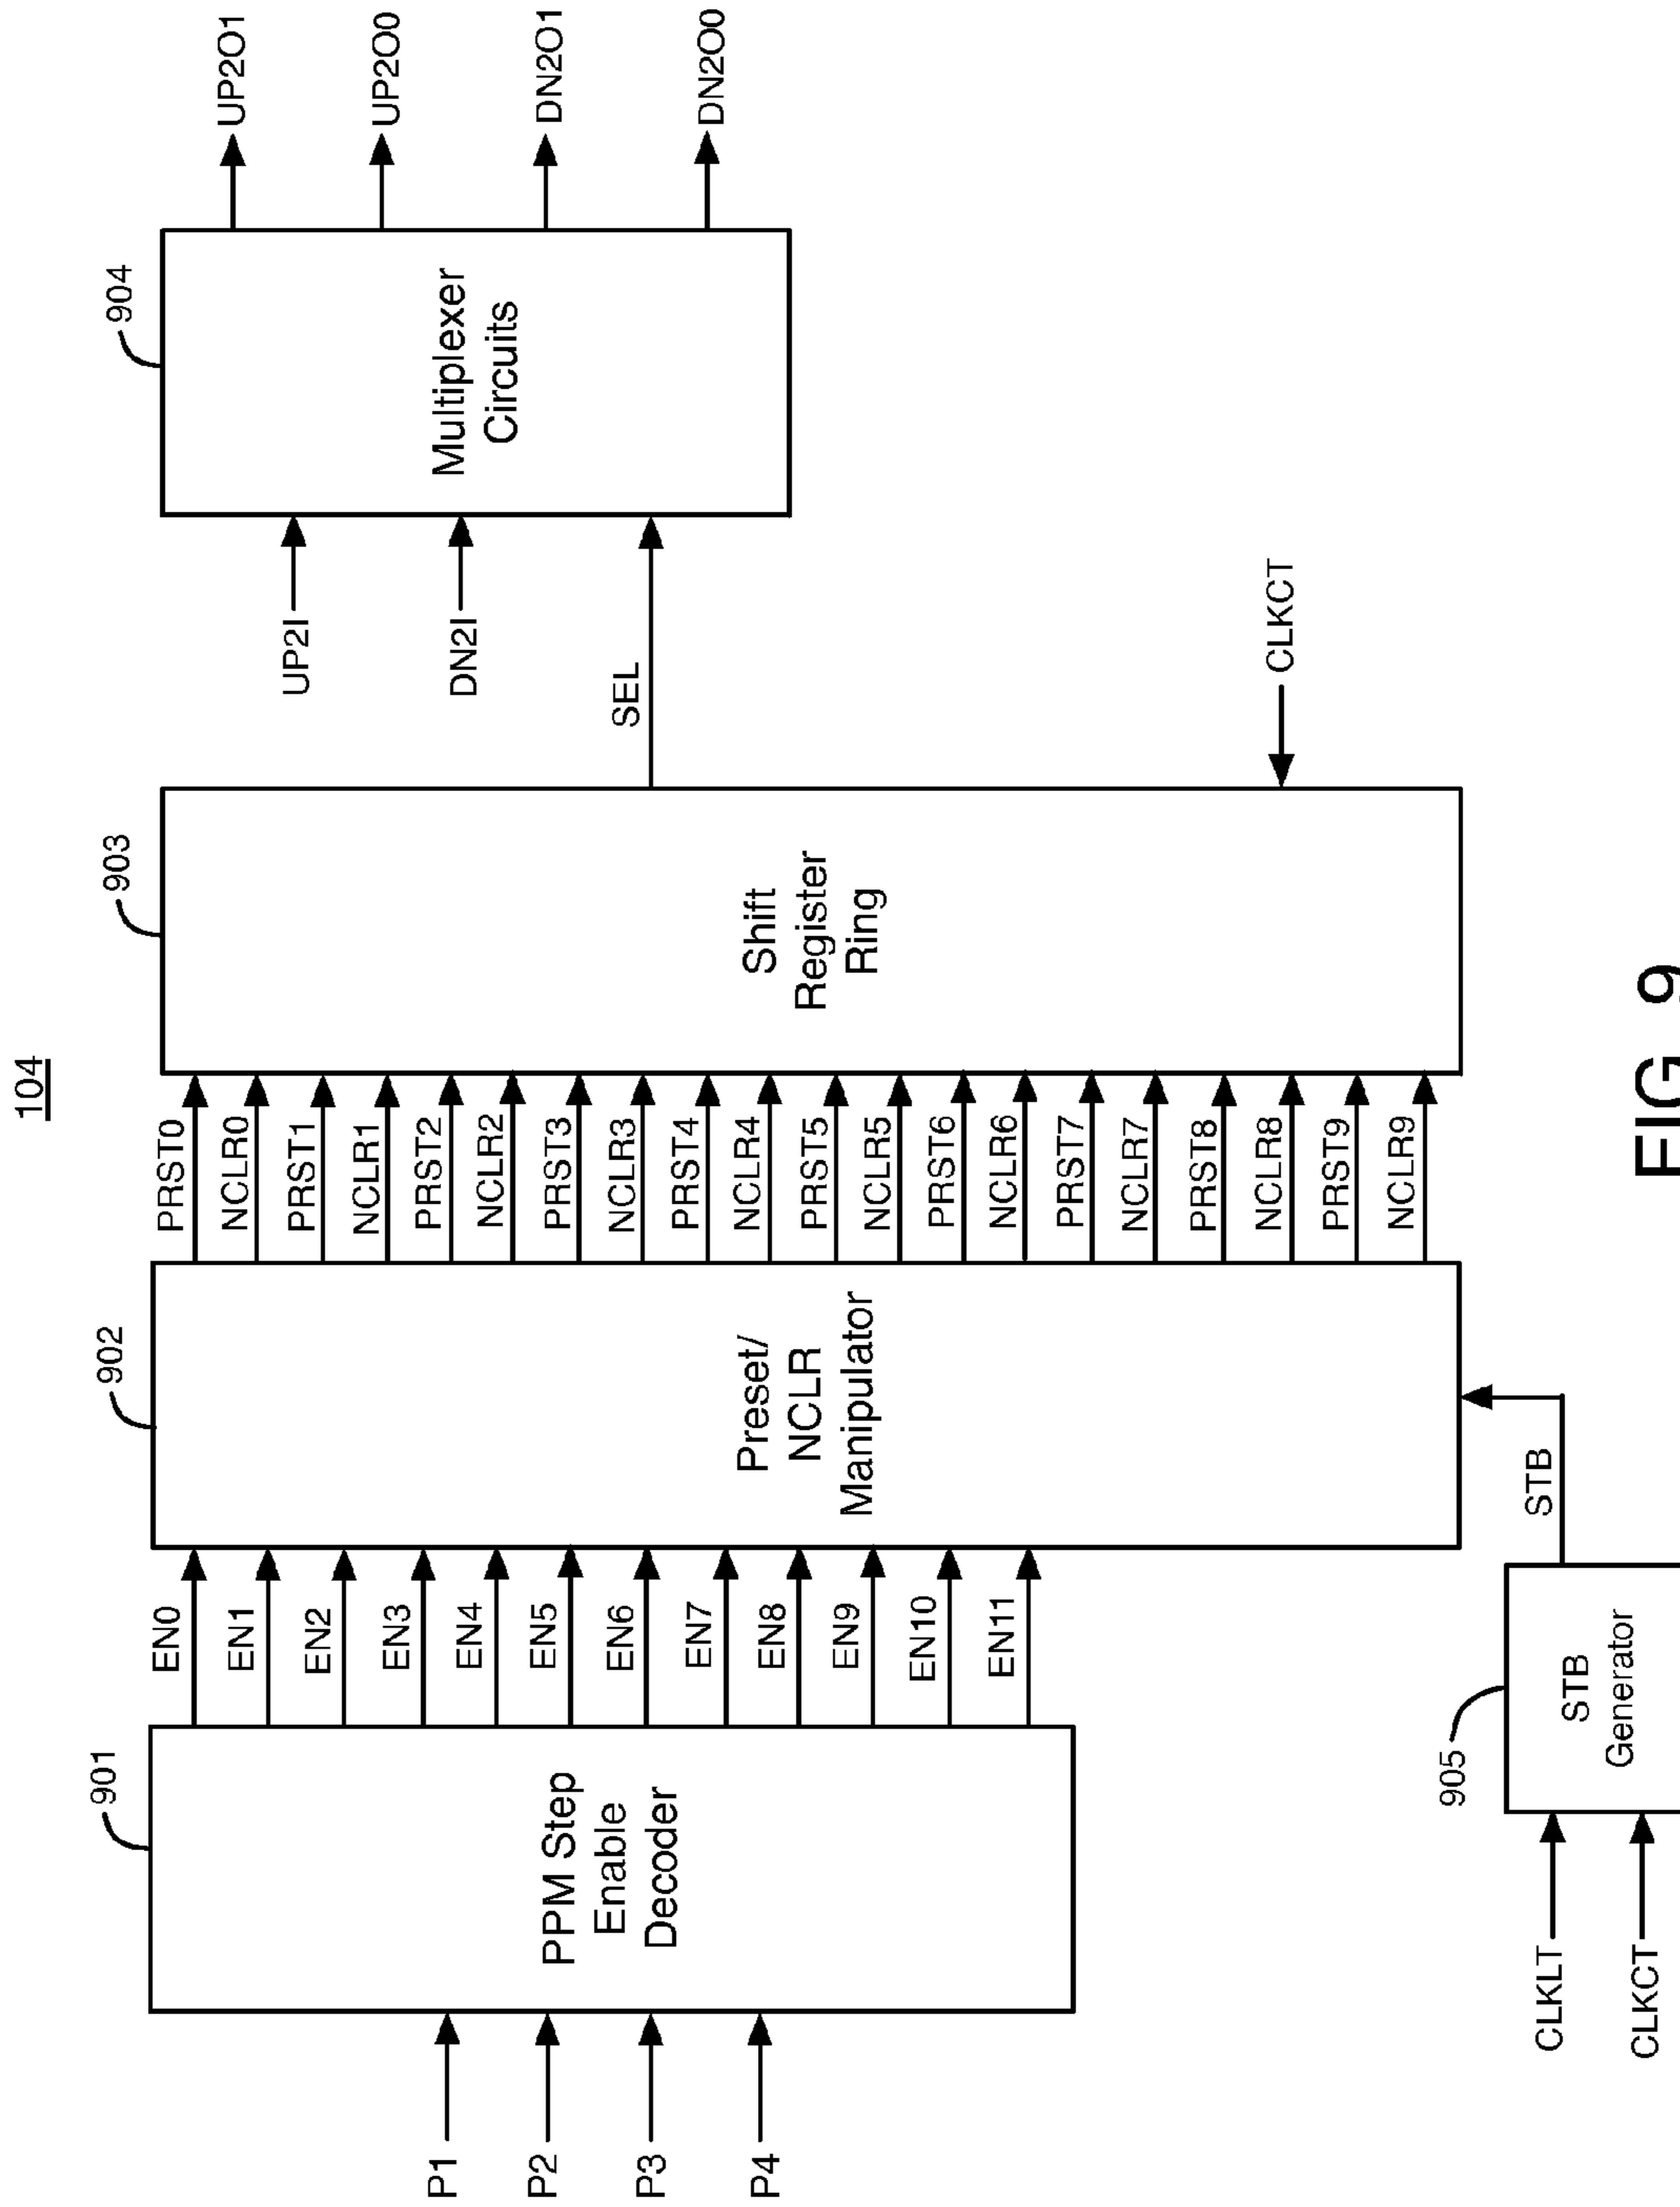 104
901
PPM Step
Enable
Decoder
P1
P2
P3
P4
EN0
EN1
EN2
EN3
EN4
EN5
EN6
EN7
EN8
EN9
EN10
EN11
902
Preset/
NCLR
Manipulator
PRST0
NCLR0
PRST1
NCLR1
PRST2
NCLR2
PRST3
NCLR3
PRST4
NCLR4
PRST5
NCLR5
PRST6
NCLR6
PRST7
NCLR7
PRST8
NCLR8
PRST9
NCLR9
903
Shift
Register
Ring
SEL
CLKCT
904
Multiplexer
Circuits
UP2I
DN2I
UP2O1
UP2O0
DN2O1
DN2O0
905
STB
Generator
CLKLT
CLKCT
STB
FIG. 9